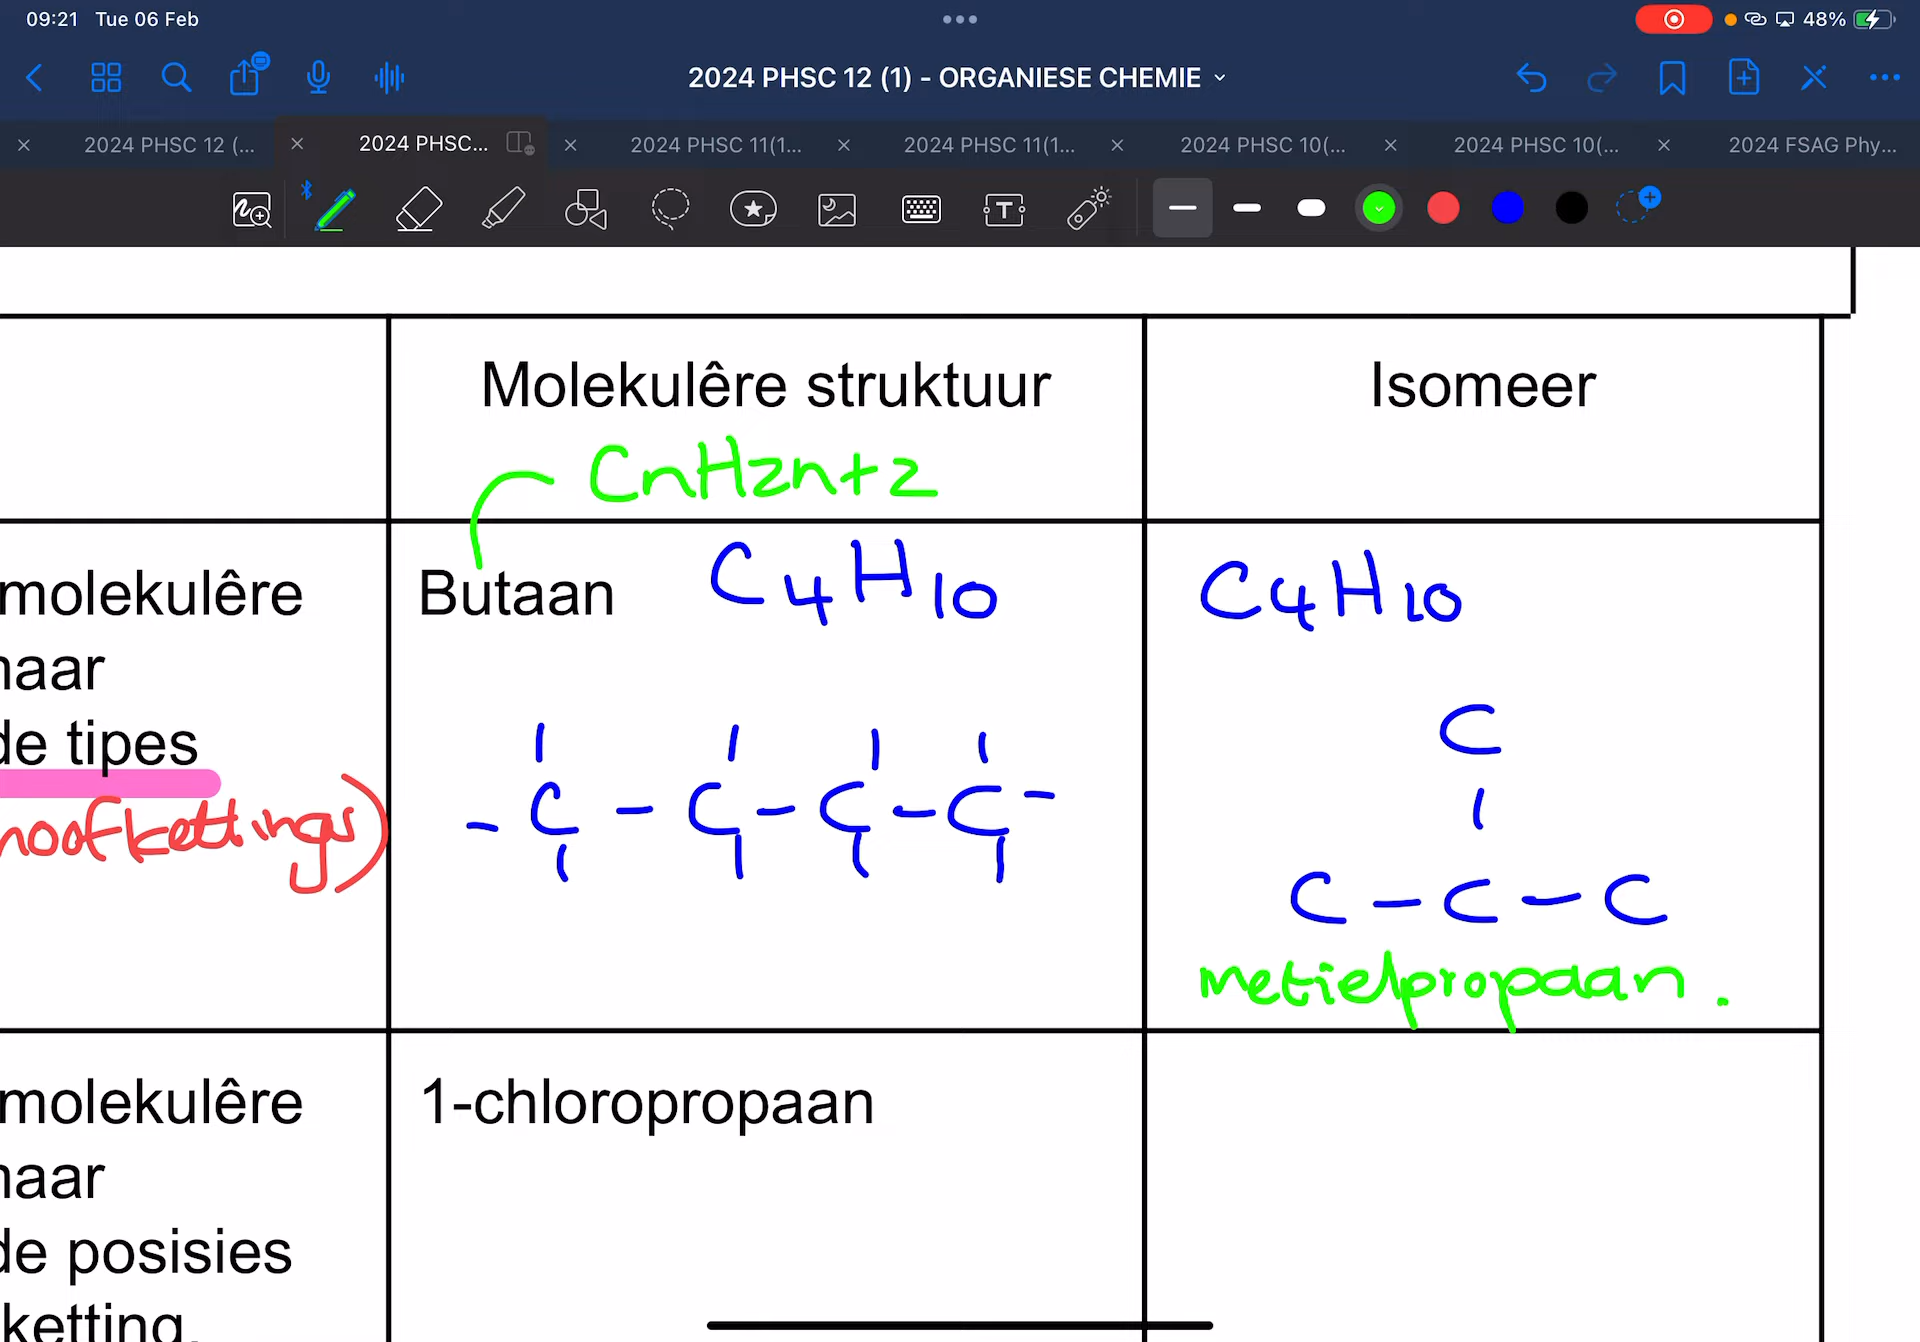 09:21 Tue 06 Feb
48%
2024 PHSC 12 (1) - ORGANIESE CHEMIE
2024 PHSC 12 (...
2024 PHSC...
2024 PHSC 11(1...
2024 PHSC 11(1...
2024 PHSC 10(...
2024 PHSC 10(...
2024 FSAG Phy...
Molekulêre struktuur
Isomeer
CnH2n+2
molekulêre
naar
de tipes
hoofkettings)
Butaan C4H10
C - C - C - C
C4H10
C
C - C - C
metielpropaan.
molekulêre
naar
de posisies
ketting.
1-chloropropaan